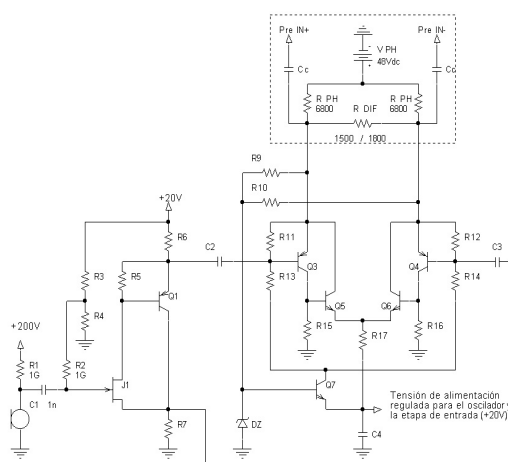 Pre IN+
Pre IN-
V PH
48Vdc
-
+
Cc
Cc
R PH
6800
R DIF
R PH
6800
1500 / 1800
R9
R10
+20V
R6
C2
R11
R12
C3
R3
R5
Q1
R13
Q3
Q4
R14
R4
Q5
Q6
+200V
R15
R17
R16
R1
1G
R2
1G
J1
Q7
C1
1n
R7
DZ
C4
Tensión de alimentación
regulada para el oscilador y
la etapa de entrada (+20V)